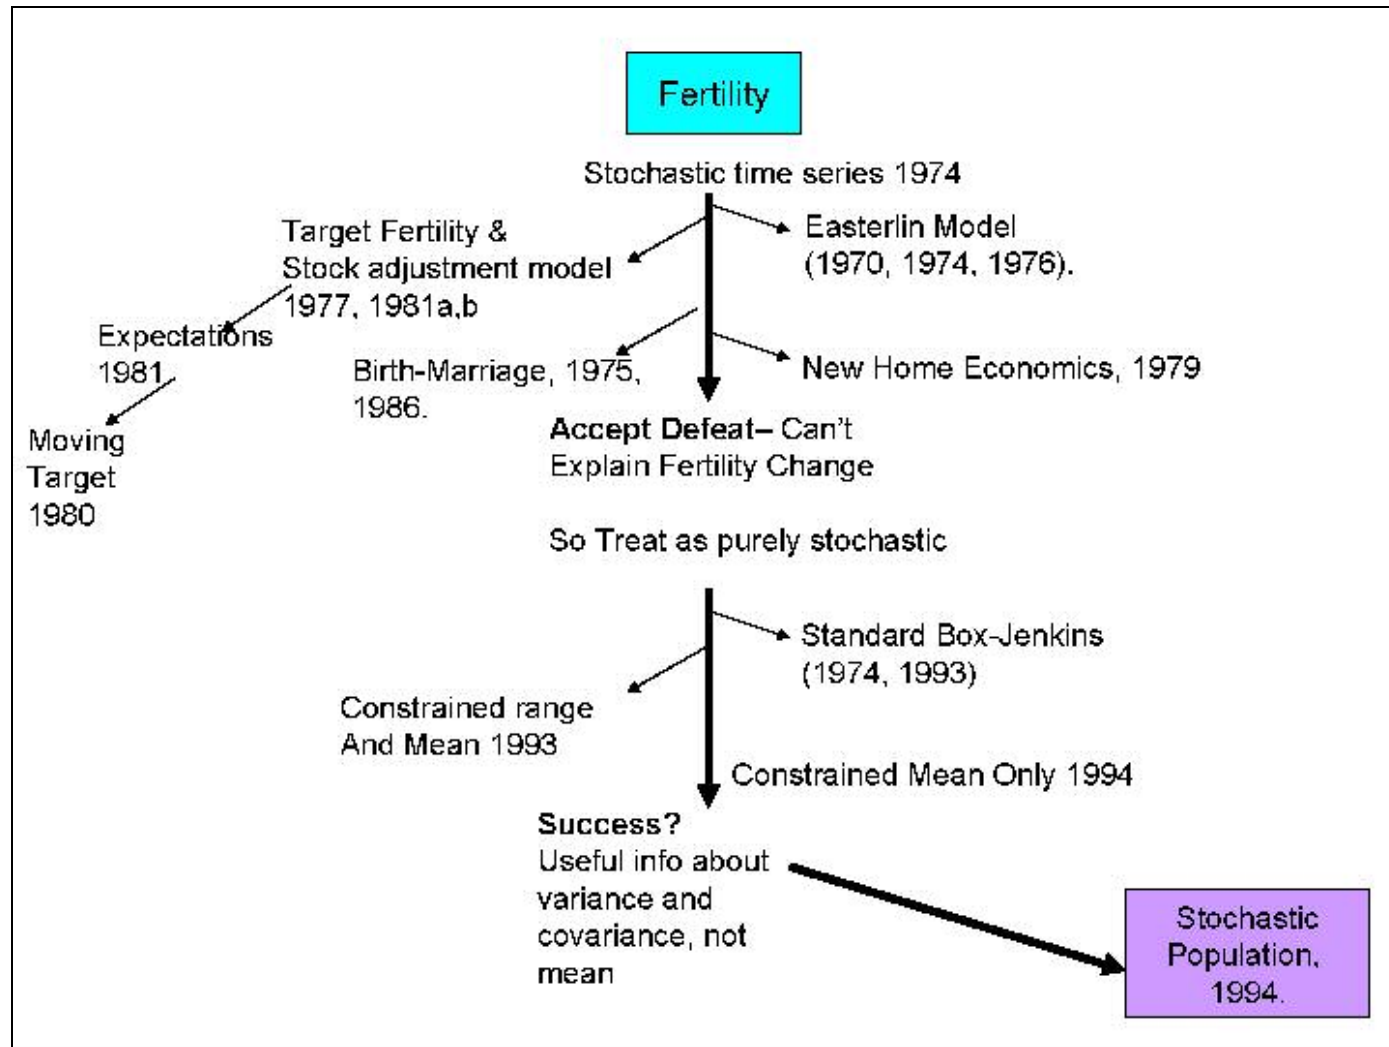 Fertility
Stochastic time series 1974
Target Fertility &
Stock adjustment model
1977, 1981a,b
Easterlin Model
(1970, 1974, 1976).
Expectations
1981
Moving
Target
1980
Birth-Marriage, 1975,
1986.
New Home Economics, 1979
Accept Defeat– Can't
Explain Fertility Change
So Treat as purely stochastic
Standard Box-Jenkins
(1974, 1993)
Constrained range
And Mean 1993
Constrained Mean Only 1994
Success?
Useful info about
variance and
covariance, not
mean
Stochastic
Population,
1994.